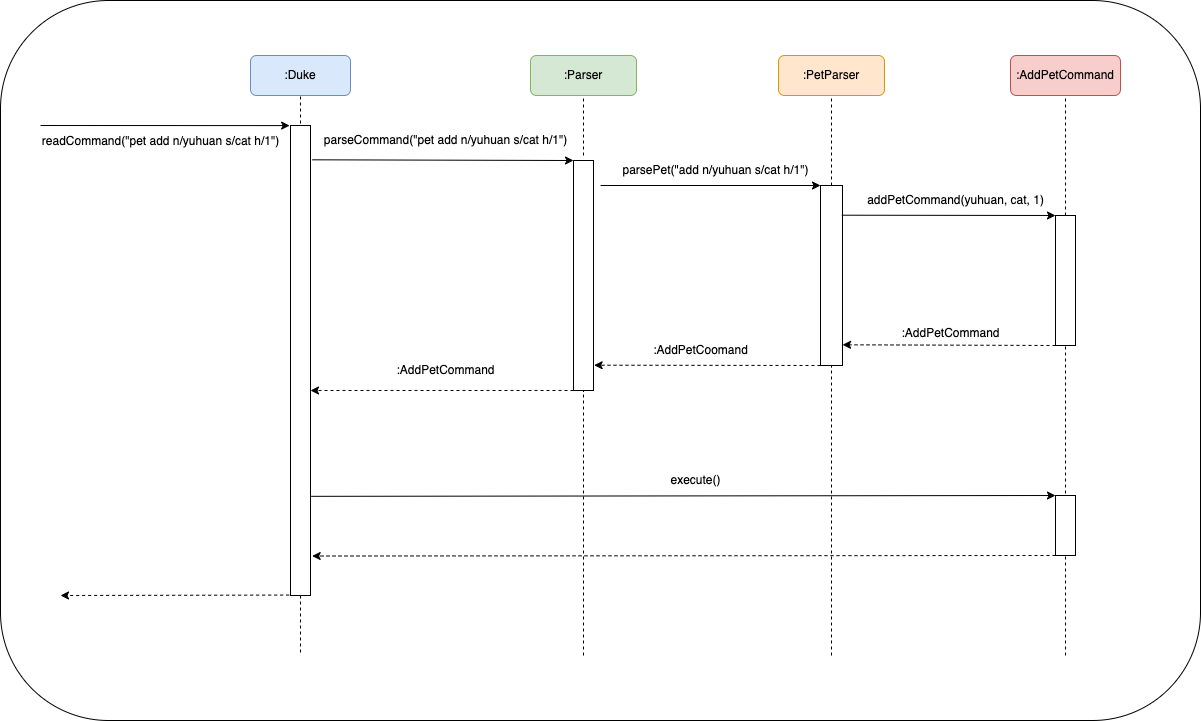 :Duke
:Parser
:PetParser
:AddPetCommand
readCommand("pet add n/yuhuan s/cat h/1")
parseCommand("pet add n/yuhuan s/cat h/1")
parsePet("add n/yuhuan s/cat h/1")
addPetCommand(yuhuan, cat, 1)
:AddPetCommand
:AddPetCoomand
:AddPetCommand
execute()